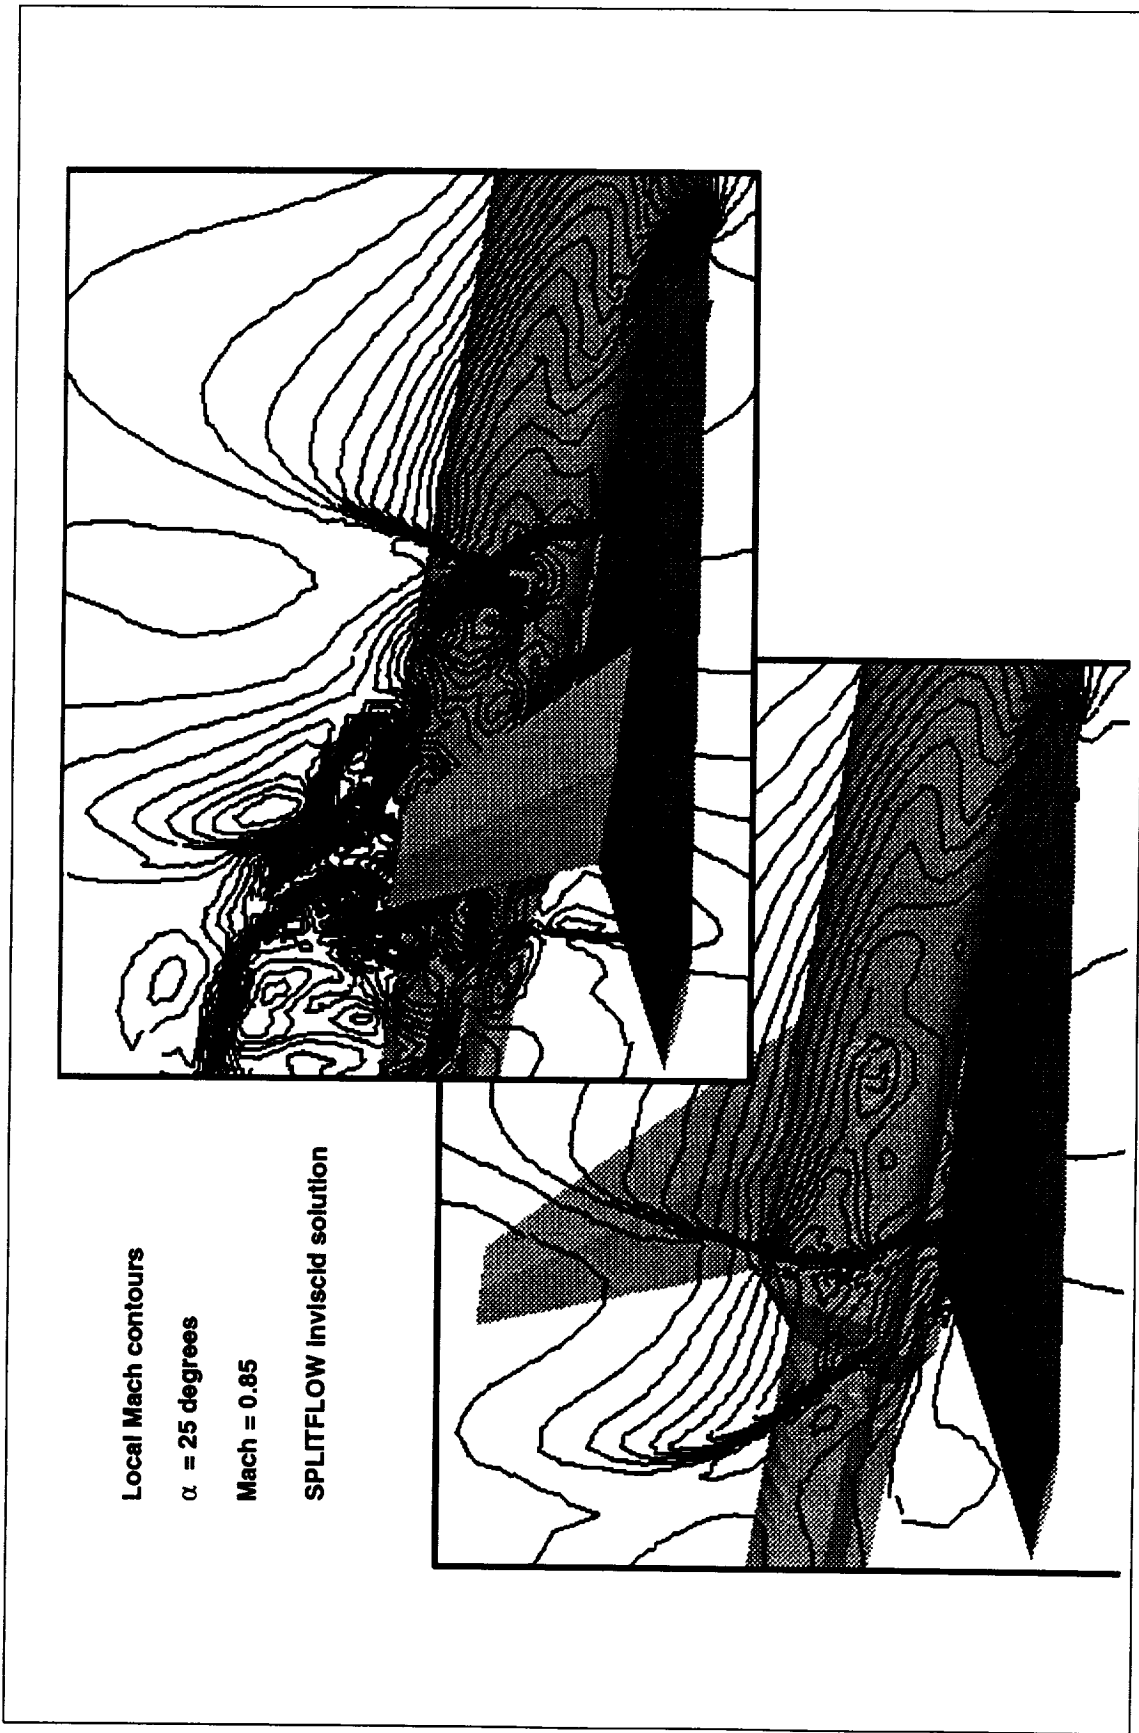 Local Mach contours
α = 25 degrees
Mach = 0.85
SPLITFLOW inviscid solution